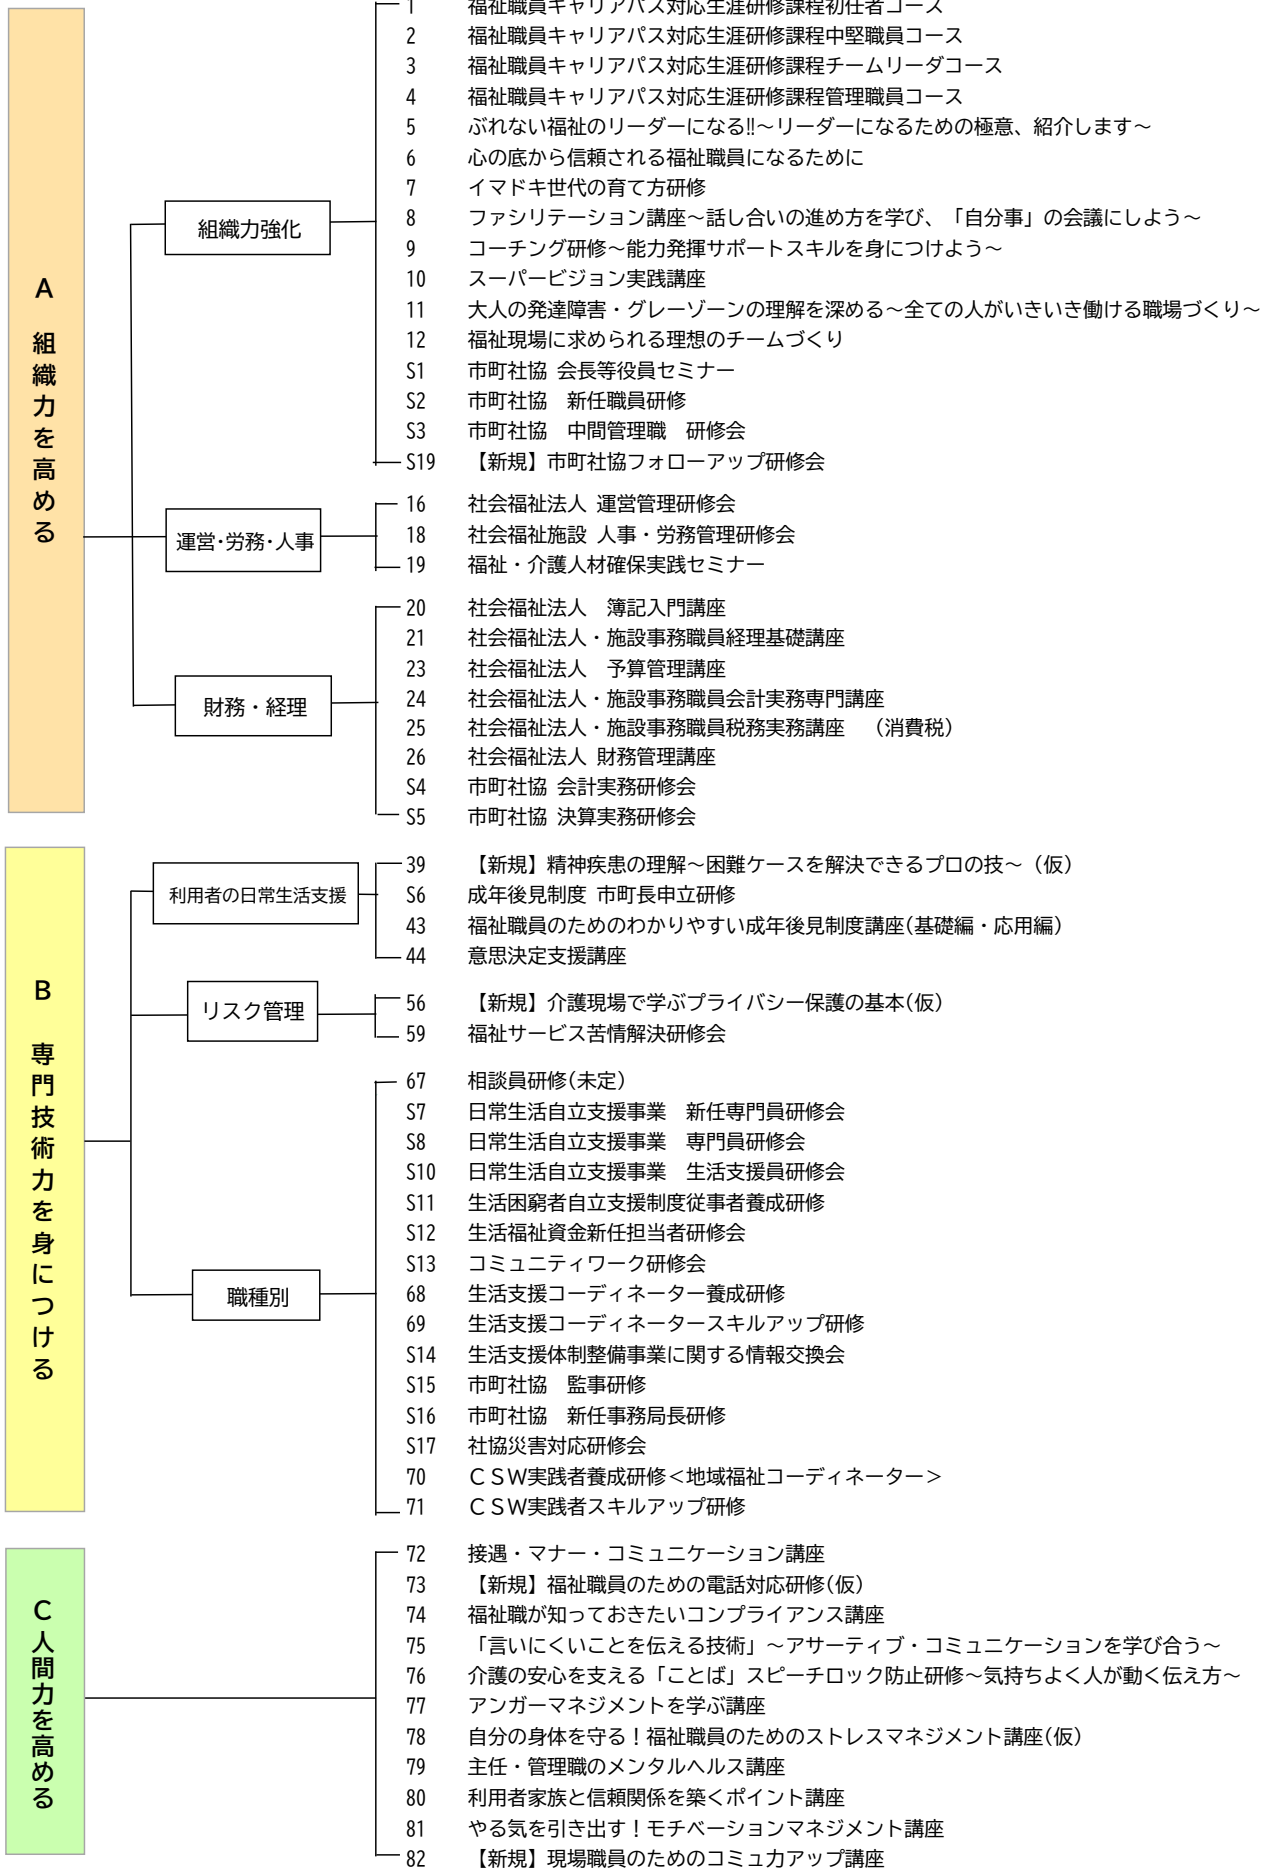 A 組織力を高める
組織力強化
1 福祉職員キャリアパス対応生涯研修課程初任者コース
2 福祉職員キャリアパス対応生涯研修課程中堅職員コース
3 福祉職員キャリアパス対応生涯研修課程チームリーダコース
4 福祉職員キャリアパス対応生涯研修課程管理職員コース
5 ぶれない福祉のリーダーになる‼～リーダーになるための極意、紹介します～
6 心の底から信頼される福祉職員になるために
7 イマドキ世代の育て方研修
8 ファシリテーション講座～話し合いの進め方を学び、「自分事」の会議にしよう～
9 コーチング研修～能力発揮サポートスキルを身につけよう～
10 スーパービジョン実践講座
11 大人の発達障害・グレーゾーンの理解を深める～全ての人がいきいき働ける職場づくり～
12 福祉現場に求められる理想のチームづくり
S1 市町社協 会長等役員セミナー
S2 市町社協　新任職員研修
S3 市町社協　中間管理職　研修会
S19 【新規】市町社協フォローアップ研修会
運営・労務・人事
16 社会福祉法人 運営管理研修会
18 社会福祉施設 人事・労務管理研修会
19 福祉・介護人材確保実践セミナー
財務・経理
20 社会福祉法人　簿記入門講座
21 社会福祉法人・施設事務職員経理基礎講座
23 社会福祉法人　予算管理講座
24 社会福祉法人・施設事務職員会計実務専門講座
25 社会福祉法人・施設事務職員税務実務講座　（消費税）
26 社会福祉法人 財務管理講座
S4 市町社協 会計実務研修会
S5 市町社協 決算実務研修会
B 専門技術力を身につける
利用者の日常生活支援
39 【新規】精神疾患の理解～困難ケースを解決できるプロの技～（仮）
S6 成年後見制度 市町長申立研修
43 福祉職員のためのわかりやすい成年後見制度講座(基礎編・応用編)
44 意思決定支援講座
リスク管理
56 【新規】介護現場で学ぶプライバシー保護の基本(仮)
59 福祉サービス苦情解決研修会
職種別
67 相談員研修(未定)
S7 日常生活自立支援事業　新任専門員研修会
S8 日常生活自立支援事業　専門員研修会
S10 日常生活自立支援事業　生活支援員研修会
S11 生活困窮者自立支援制度従事者養成研修
S12 生活福祉資金新任担当者研修会
S13 コミュニティワーク研修会
68 生活支援コーディネーター養成研修
69 生活支援コーディネータースキルアップ研修
S14 生活支援体制整備事業に関する情報交換会
S15 市町社協　監事研修
S16 市町社協　新任事務局長研修
S17 社協災害対応研修会
70 ＣＳＷ実践者養成研修＜地域福祉コーディネーター＞
71 ＣＳＷ実践者スキルアップ研修
C 人間力を高める
72 接遇・マナー・コミュニケーション講座
73 【新規】福祉職員のための電話対応研修(仮)
74 福祉職が知っておきたいコンプライアンス講座
75 「言いにくいことを伝える技術」～アサーティブ・コミュニケーションを学び合う～
76 介護の安心を支える「ことば」スピーチロック防止研修～気持ちよく人が動く伝え方～
77 アンガーマネジメントを学ぶ講座
78 自分の身体を守る！福祉職員のためのストレスマネジメント講座(仮)
79 主任・管理職のメンタルヘルス講座
80 利用者家族と信頼関係を築くポイント講座
81 やる気を引き出す！モチベーションマネジメント講座
82 【新規】現場職員のためのコミュ力アップ講座